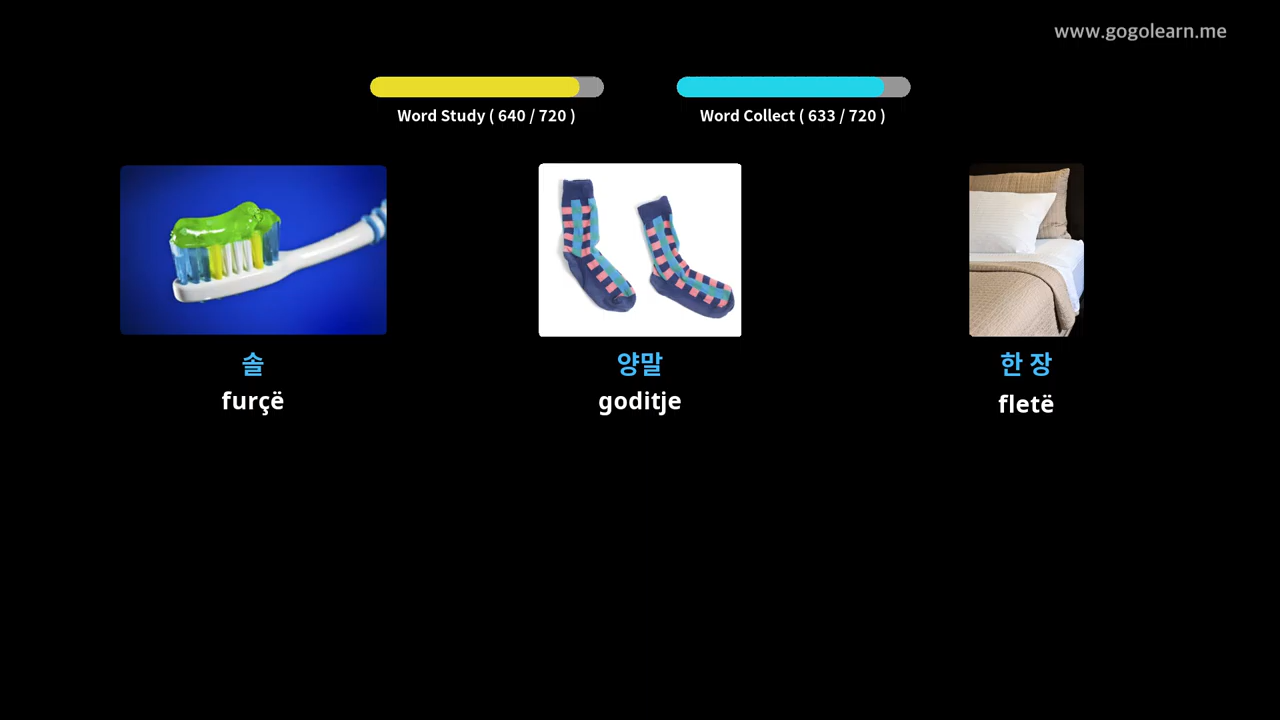 www.gogolearn.me
Word Study ( 640 / 720 )
Word Collect ( 633 / 720 )
솔
양말
한 장
furçë
goditje
fletë